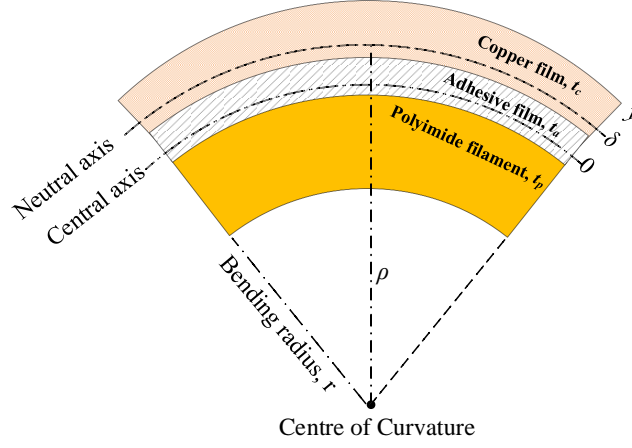 Copper film, t_c
Adhesive film, t_a
Polyimide filament, t_p
y
δ
0
Neutral axis
Central axis
Bending radius, r
ρ
Centre of Curvature